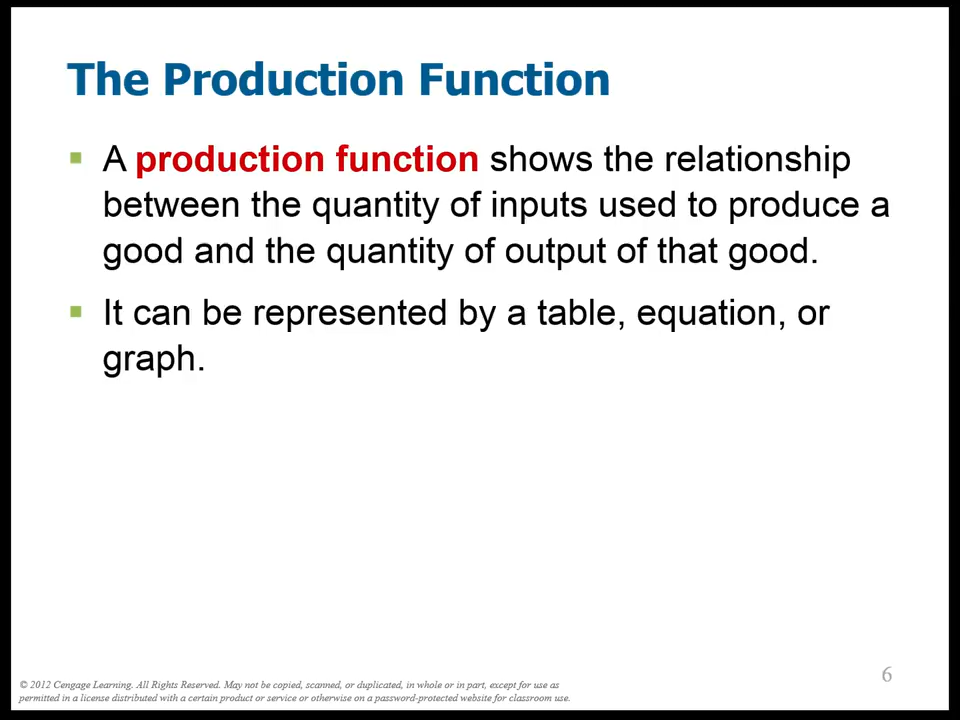 The Production Function
▪ A production function shows the relationship
between the quantity of inputs used to produce a
good and the quantity of output of that good.
▪ It can be represented by a table, equation, or
graph.
© 2012 Cengage Learning. All Rights Reserved. May not be copied, scanned, or duplicated, in whole or in part, except for use as
permitted in a license distributed with a certain product or service or otherwise on a password-protected website for classroom use.
6